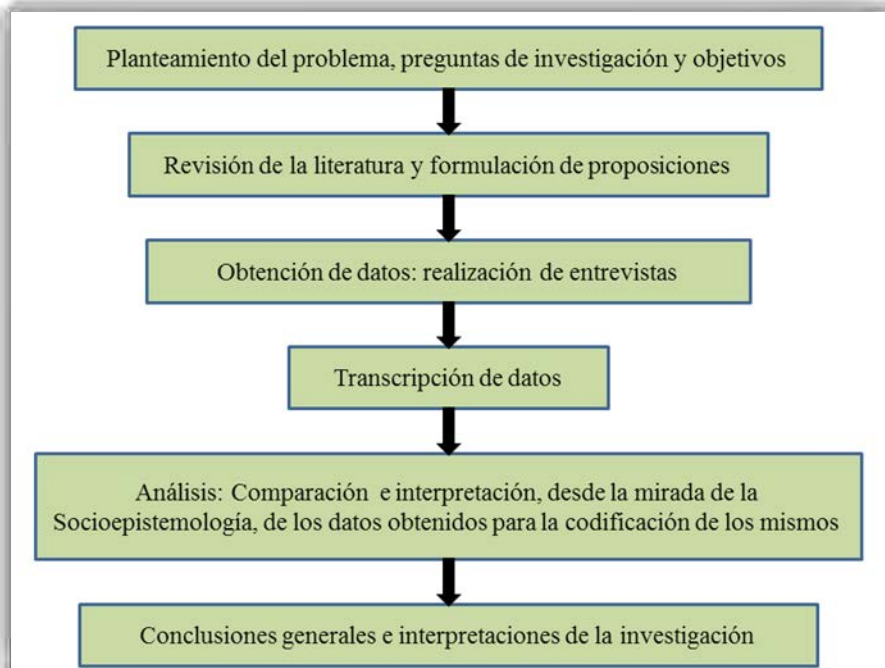 Planteamiento del problema, preguntas de investigación y objetivos
Revisión de la literatura y formulación de proposiciones
Obtención de datos: realización de entrevistas
Transcripción de datos
Análisis: Comparación e interpretación, desde la mirada de la
Socioepistemología, de los datos obtenidos para la codificación de los mismos
Conclusiones generales e interpretaciones de la investigación